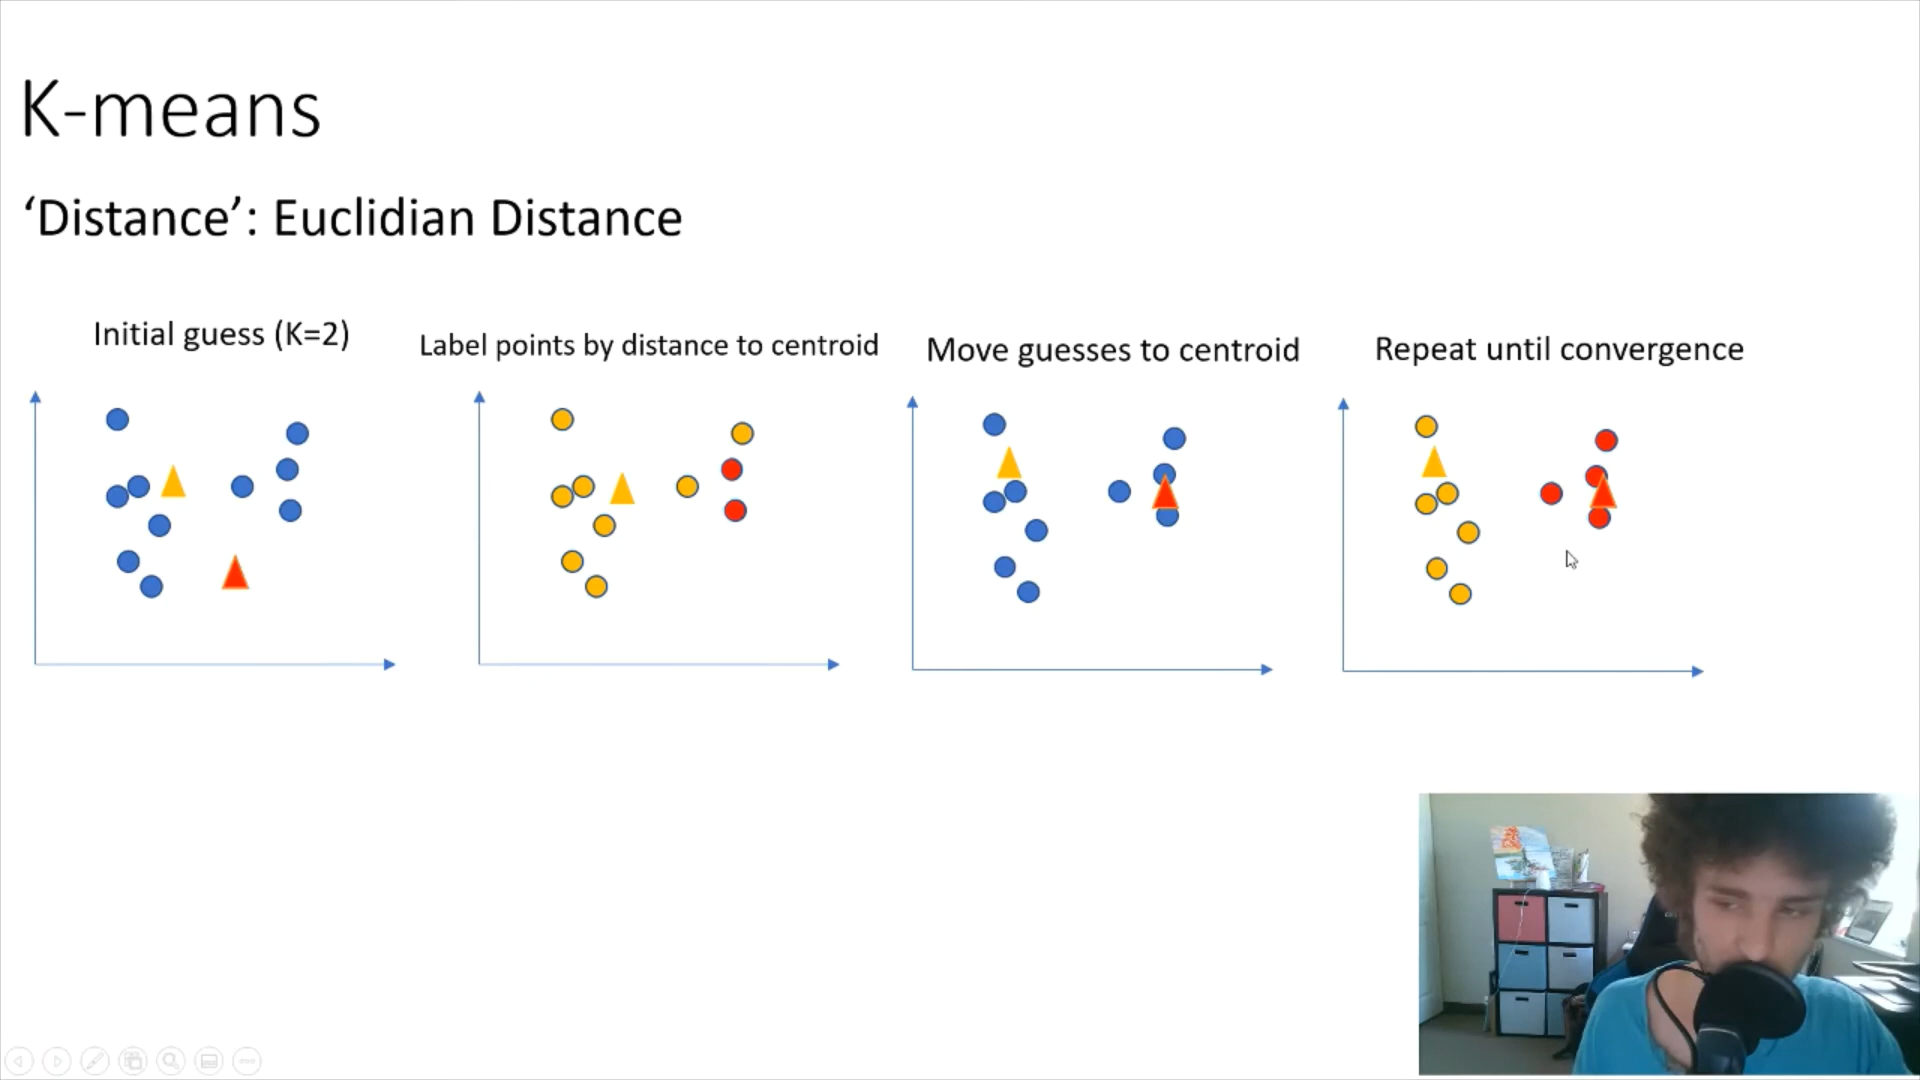 K-means
‘Distance’: Euclidian Distance
Initial guess (K=2)
Label points by distance to centroid
Move guesses to centroid
Repeat until convergence